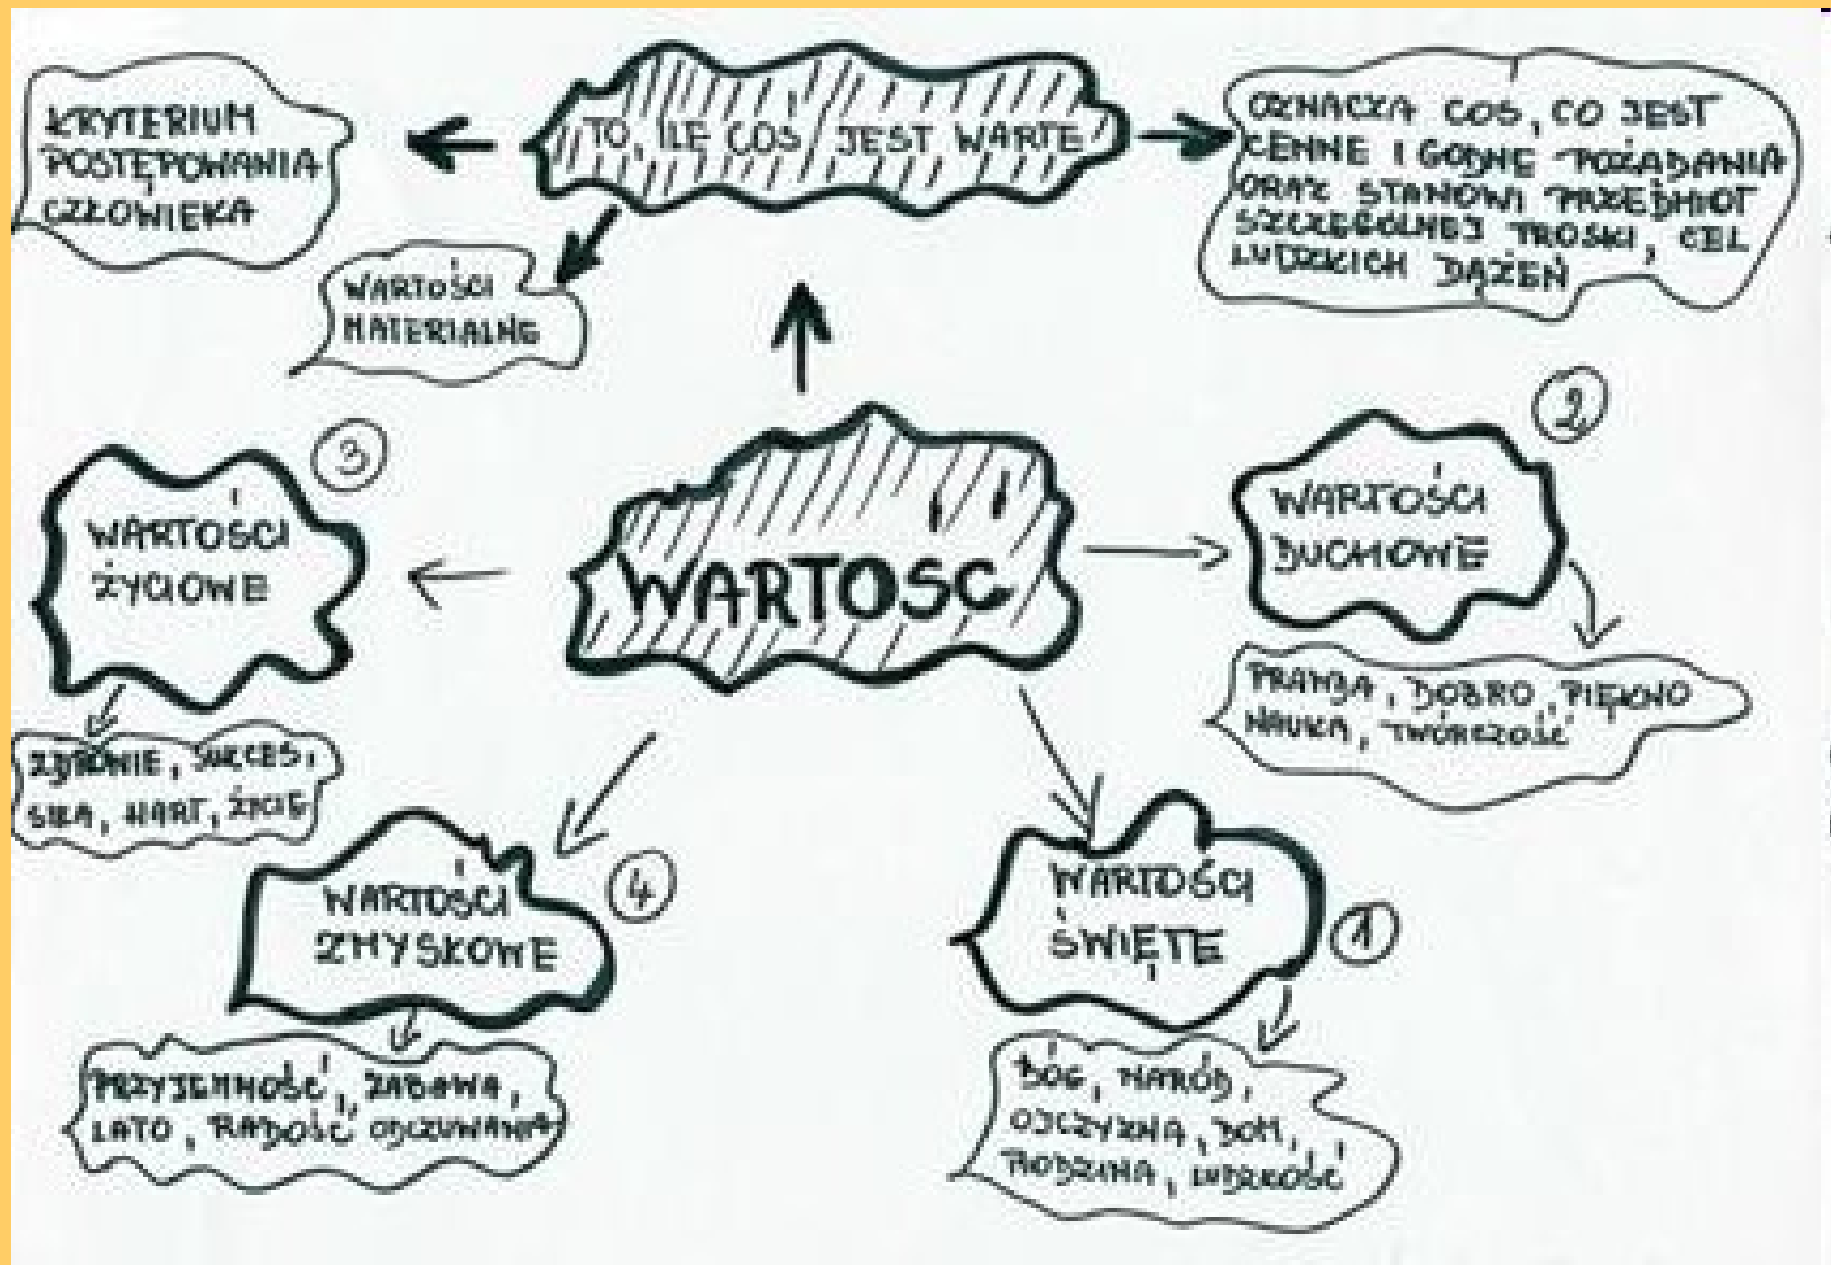 TO, ILE COŚ JEST WARTE
KRYTERIUM
POSTĘPOWANIA
CZŁOWIEKA
WARTOŚCI
MATERIALNE
OZNACZA COŚ, CO JEST
CENNE I GODNE POŻĄDANIA
ORAZ STANOWI PRZEDMIOT
SZCZEGÓLNEJ TROSKI, CEL
LUDZKICH DĄŻEŃ
WARTOŚĆ
3
WARTOŚCI
ŻYCIOWE
ZDROWIE, SUKCES,
SIŁA, HART, ŻYCIE
2
WARTOŚCI
DUCHOWE
PRAWDA, DOBRO, PIĘKNO
NAUKA, TWÓRCZOŚĆ
4
WARTOŚCI
ZMYSŁOWE
PRZYJEMNOŚĆ, ZABAWA,
LATO, RADOŚĆ ODCZUWANIA
1
WARTOŚCI
ŚWIĘTE
BÓG, NARÓD,
OJCZYZNA, DOM,
RODZINA, LUDZKOŚĆ